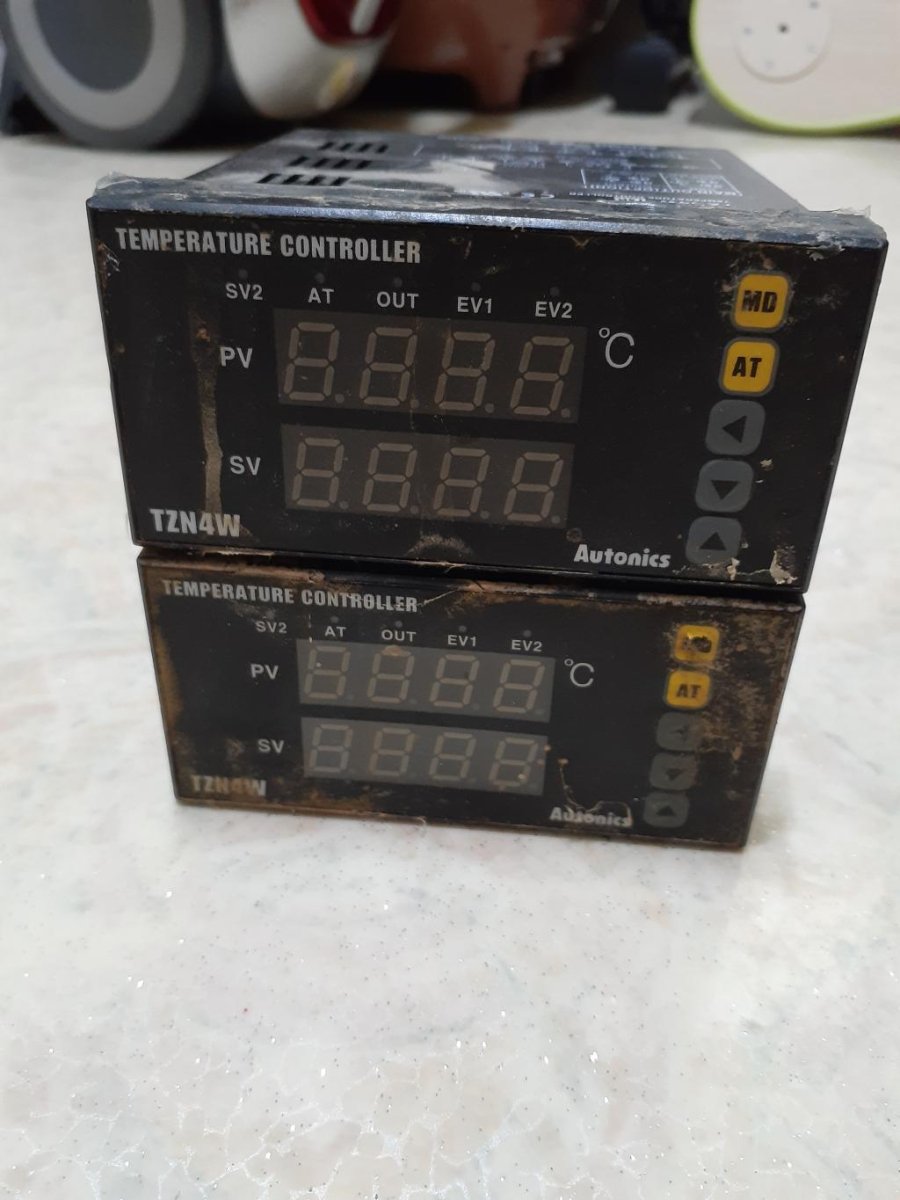 TEMPERATURE CONTROLLER
SV2 AT OUT EV1 EV2
PV
°C
MD
AT
SV
TZN4W
Autonics
TEMPERATURE CONTROLLER
SV2 AT OUT EV1 EV2
PV
°C
AT
SV
TZN4W
Autonics